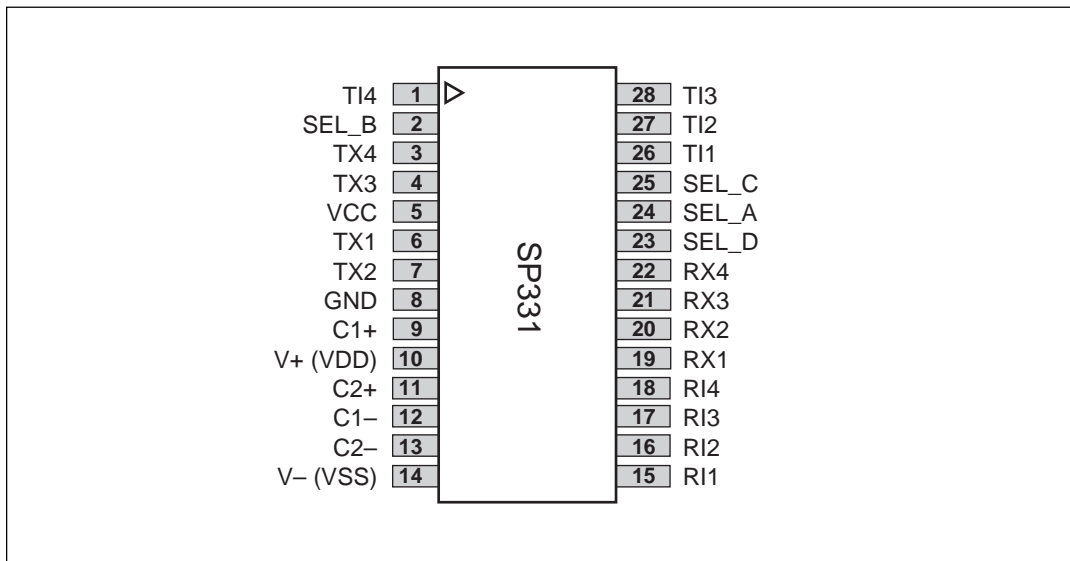 TI4 1
SEL_B 2
TX4 3
TX3 4
VCC 5
TX1 6
TX2 7
GND 8
C1+ 9
V+ (VDD) 10
C2+ 11
C1– 12
C2– 13
V– (VSS) 14
SP331
28 TI3
27 TI2
26 TI1
25 SEL_C
24 SEL_A
23 SEL_D
22 RX4
21 RX3
20 RX2
19 RX1
18 RI4
17 RI3
16 RI2
15 RI1